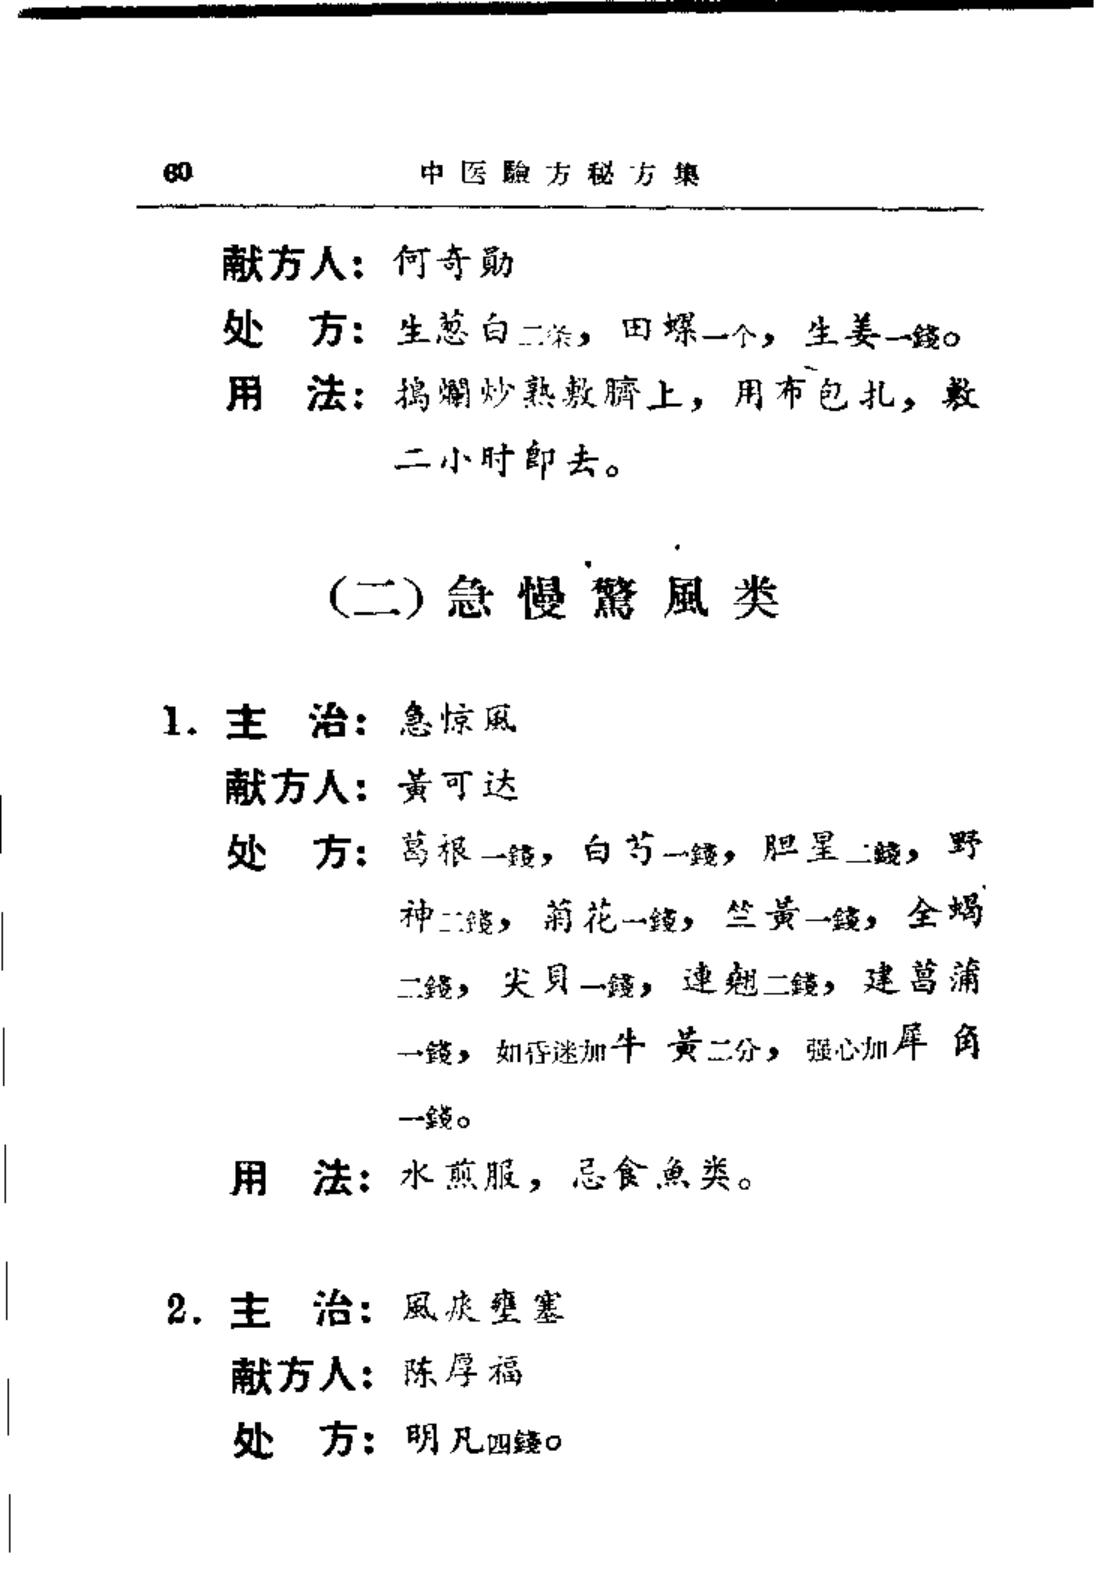 60 中医驗方秘方集
献方人：何奇勛
处　方：生葱白二条，田螺一个，生姜一錢。
用　法：搗爛炒熟敷臍上，用布包扎，敷
二小时卽去。
（二）急慢驚風类
1. 主　治：急惊風
献方人：黃可达
处　方：葛根一錢，白芍一錢，胆星二錢，野
神二錢，菊花一錢，竺黃一錢，全蝎
二錢，尖貝一錢，連翹二錢，建菖蒲
一錢，如昏迷加牛黃二分，强心加犀角
一錢。
用　法：水煎服，忌食魚类。
2. 主　治：風痰壅塞
献方人：陈厚福
处　方：明凡四錢。